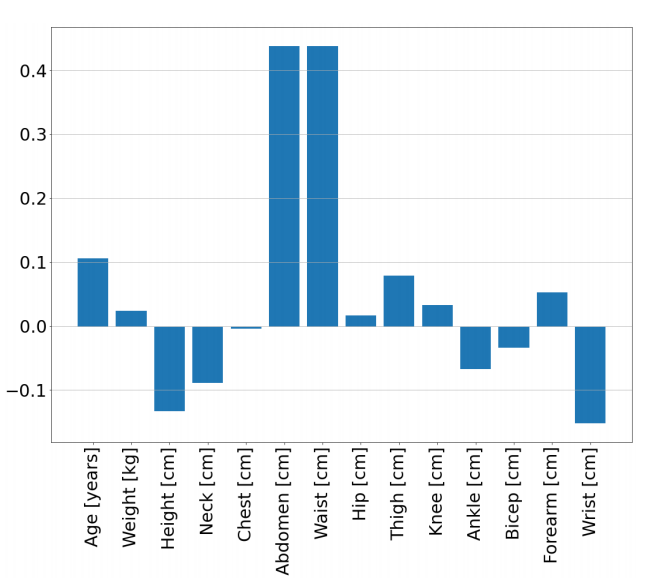 0.4
0.3
0.2
0.1
0.0
−0.1
Age [years]
Weight [kg]
Height [cm]
Neck [cm]
Chest [cm]
Abdomen [cm]
Waist [cm]
Hip [cm]
Thigh [cm]
Knee [cm]
Ankle [cm]
Bicep [cm]
Forearm [cm]
Wrist [cm]